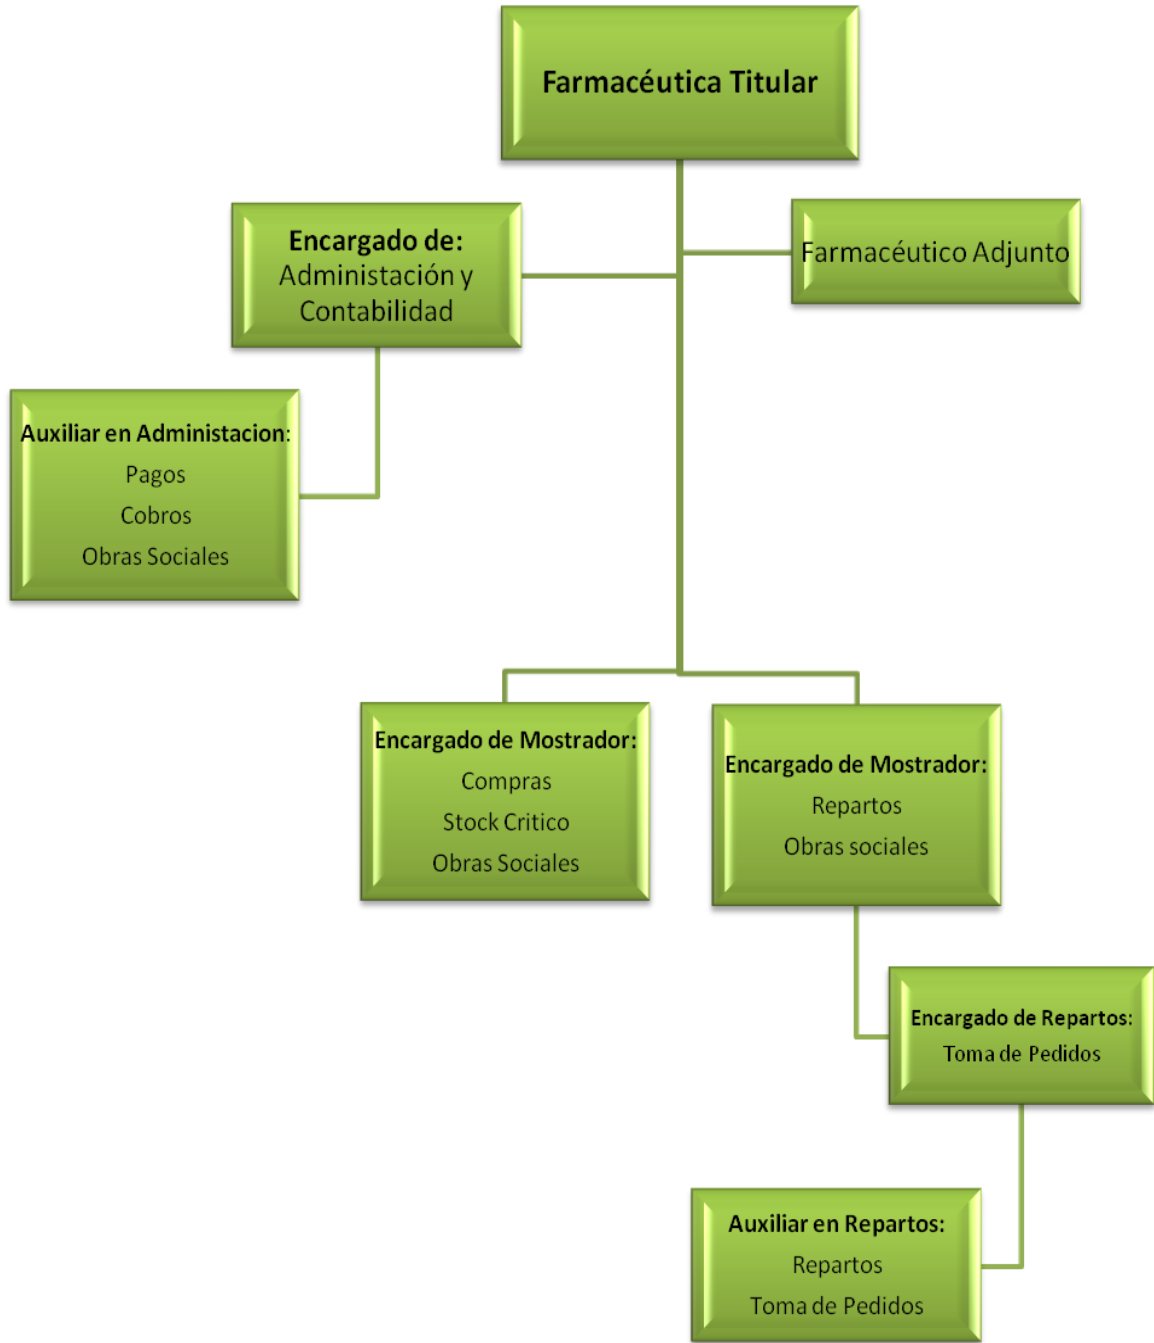 Farmacéutica Titular
Encargado de:
Administación y
Contabilidad
Farmacéutico Adjunto
Auxiliar en Administacion:
Pagos
Cobros
Obras Sociales
Encargado de Mostrador:
Compras
Stock Critico
Obras Sociales
Encargado de Mostrador:
Repartos
Obras sociales
Encargado de Repartos:
Toma de Pedidos
Auxiliar en Repartos:
Repartos
Toma de Pedidos